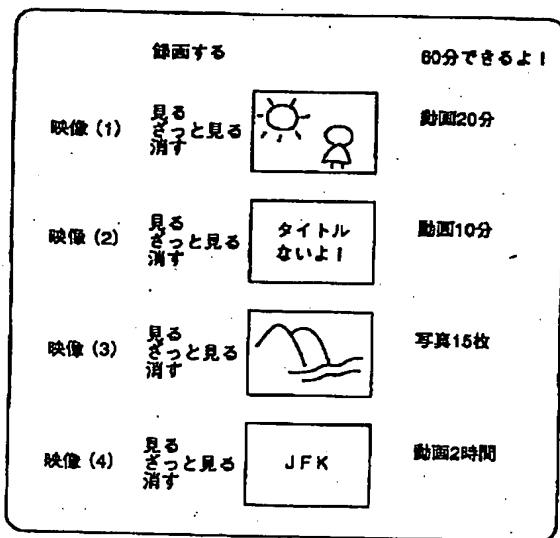 録画する 60分できるよ!
映像(1) 見る ざっと見る 消す 動画20分
映像(2) 見る ざっと見る 消す タイトル ないよ! 動画10分
映像(3) 見る ざっと見る 消す 写真15枚
映像(4) 見る ざっと見る 消す JFK 動画2時間